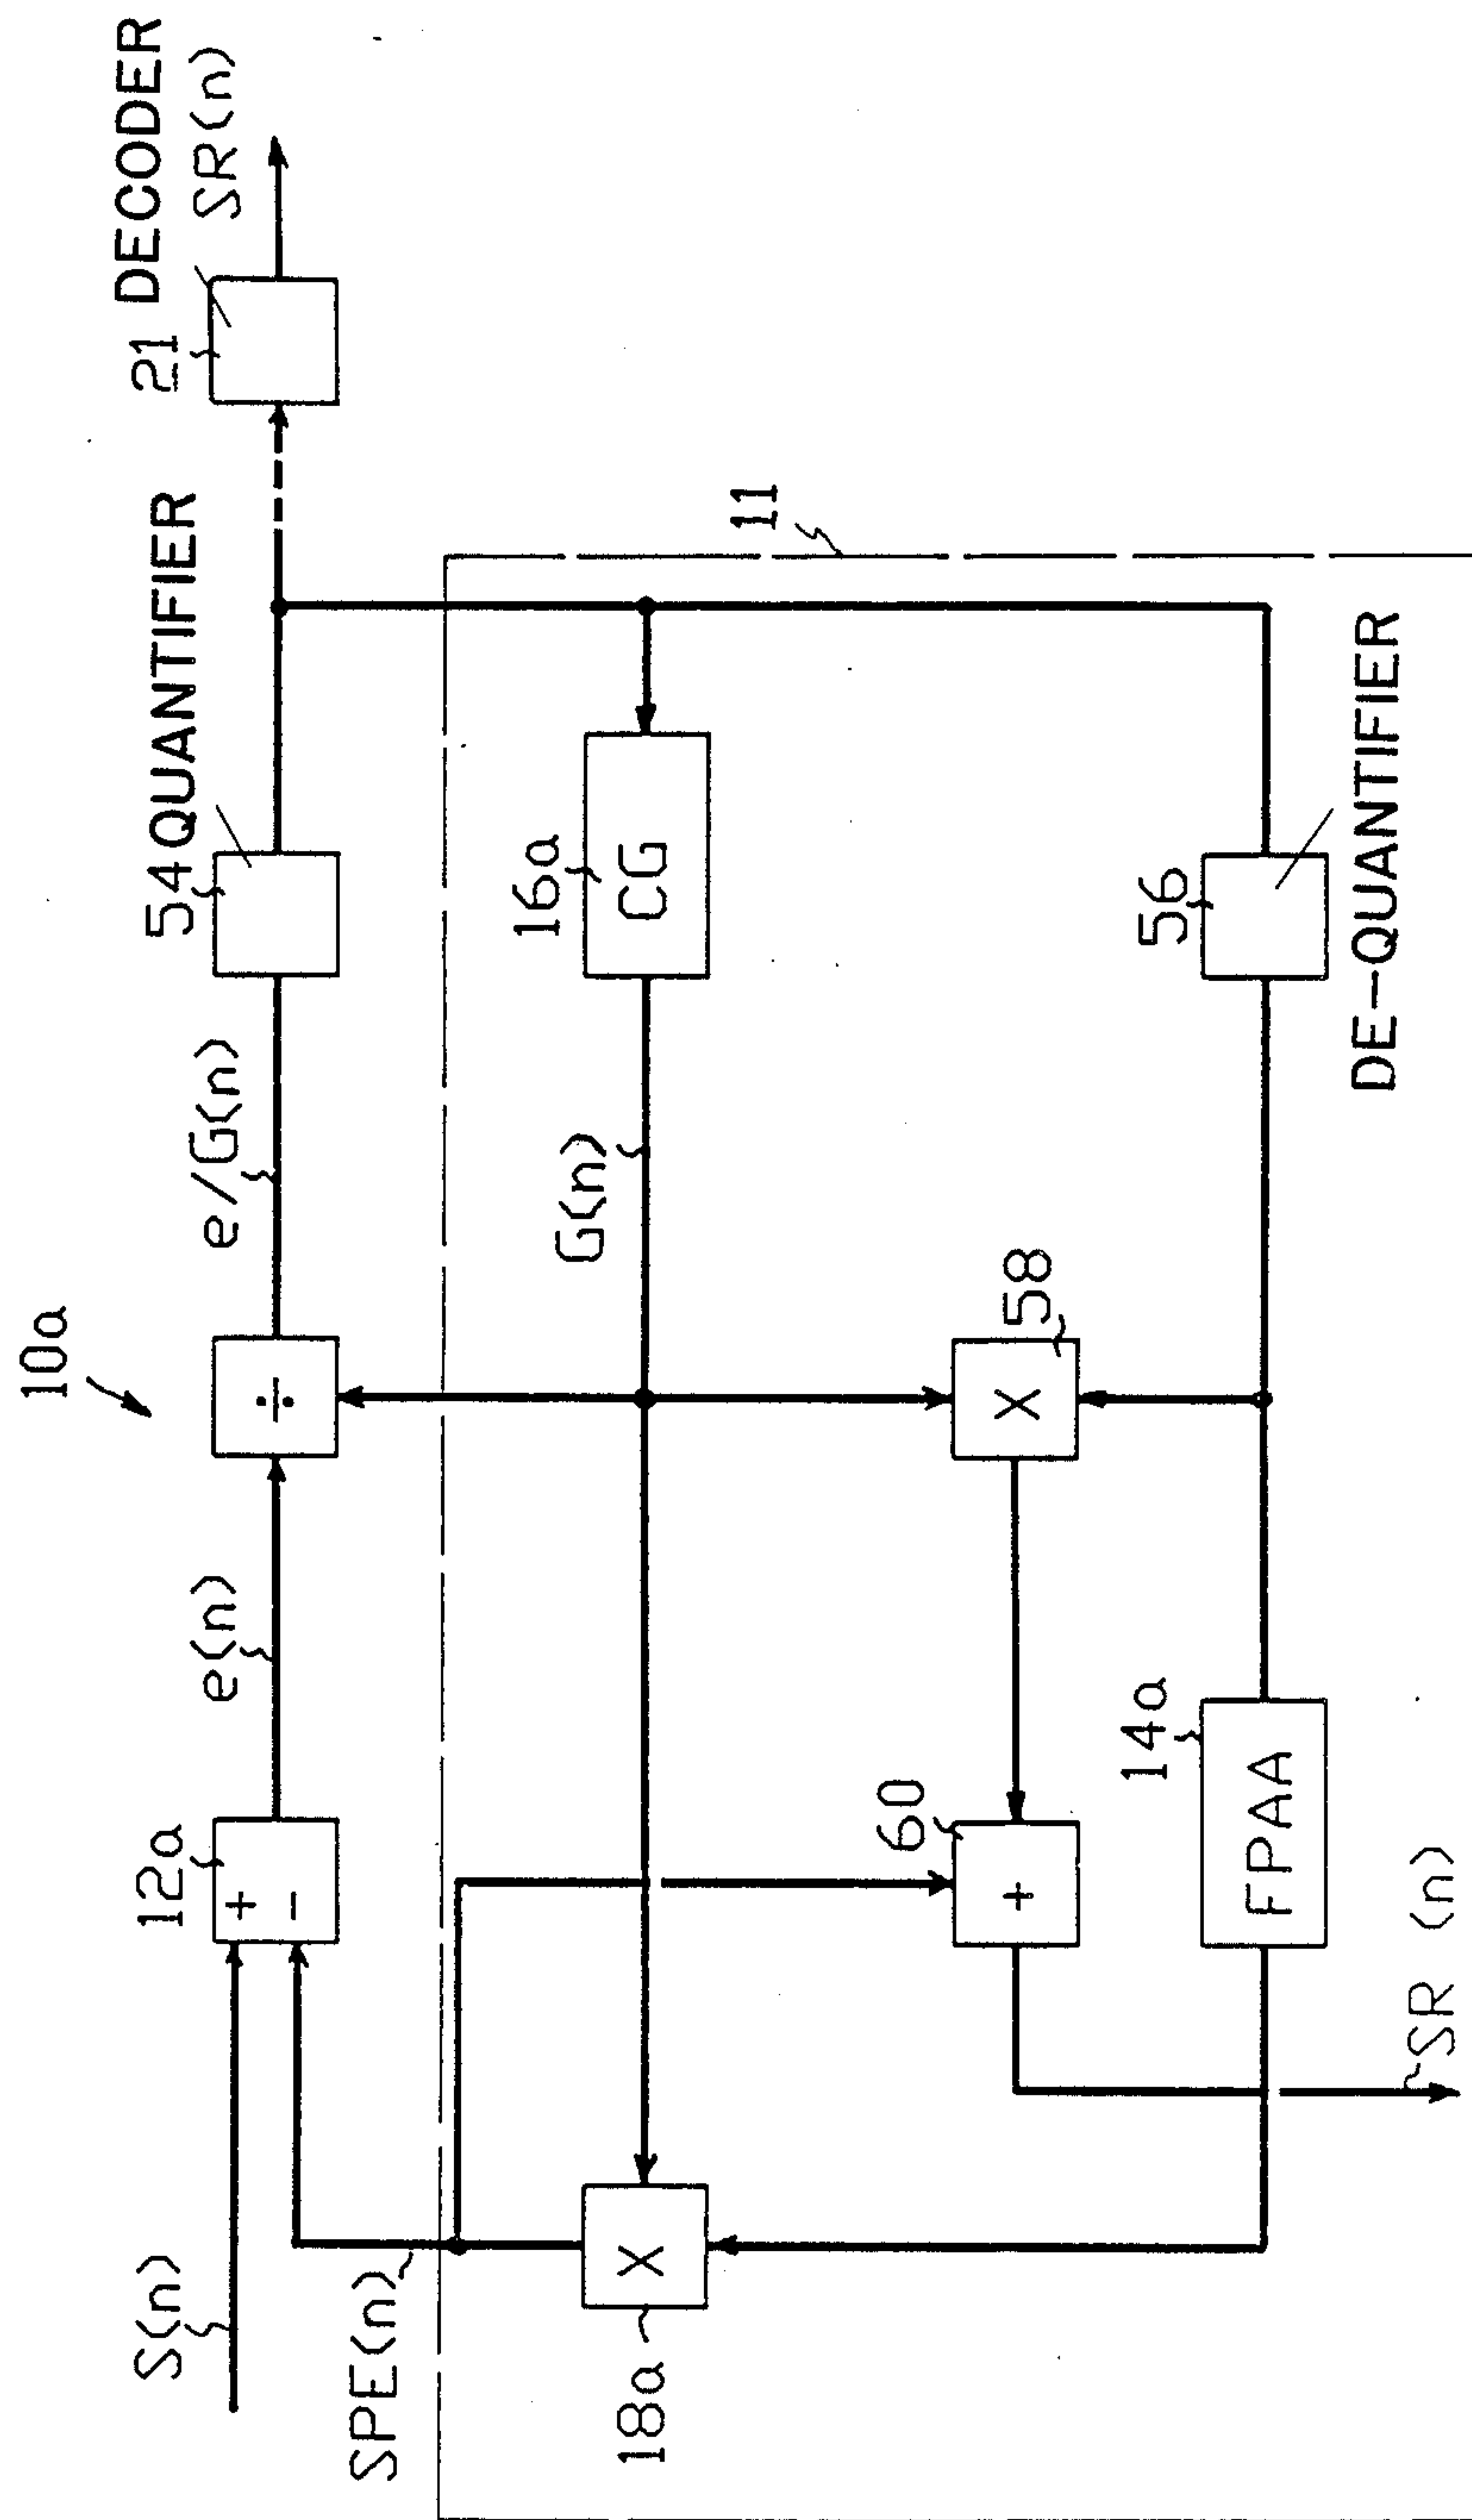 10a
S(n)
12a
+
−
e(n)
÷
e/G(n)
54 QUANTIFIER
21 DECODER
SR(n)
SPE(n)
11
18a
X
G(n)
16a
CG
60
+
58
X
14a
FPAA
56
DE-QUANTIFIER
SR (n)